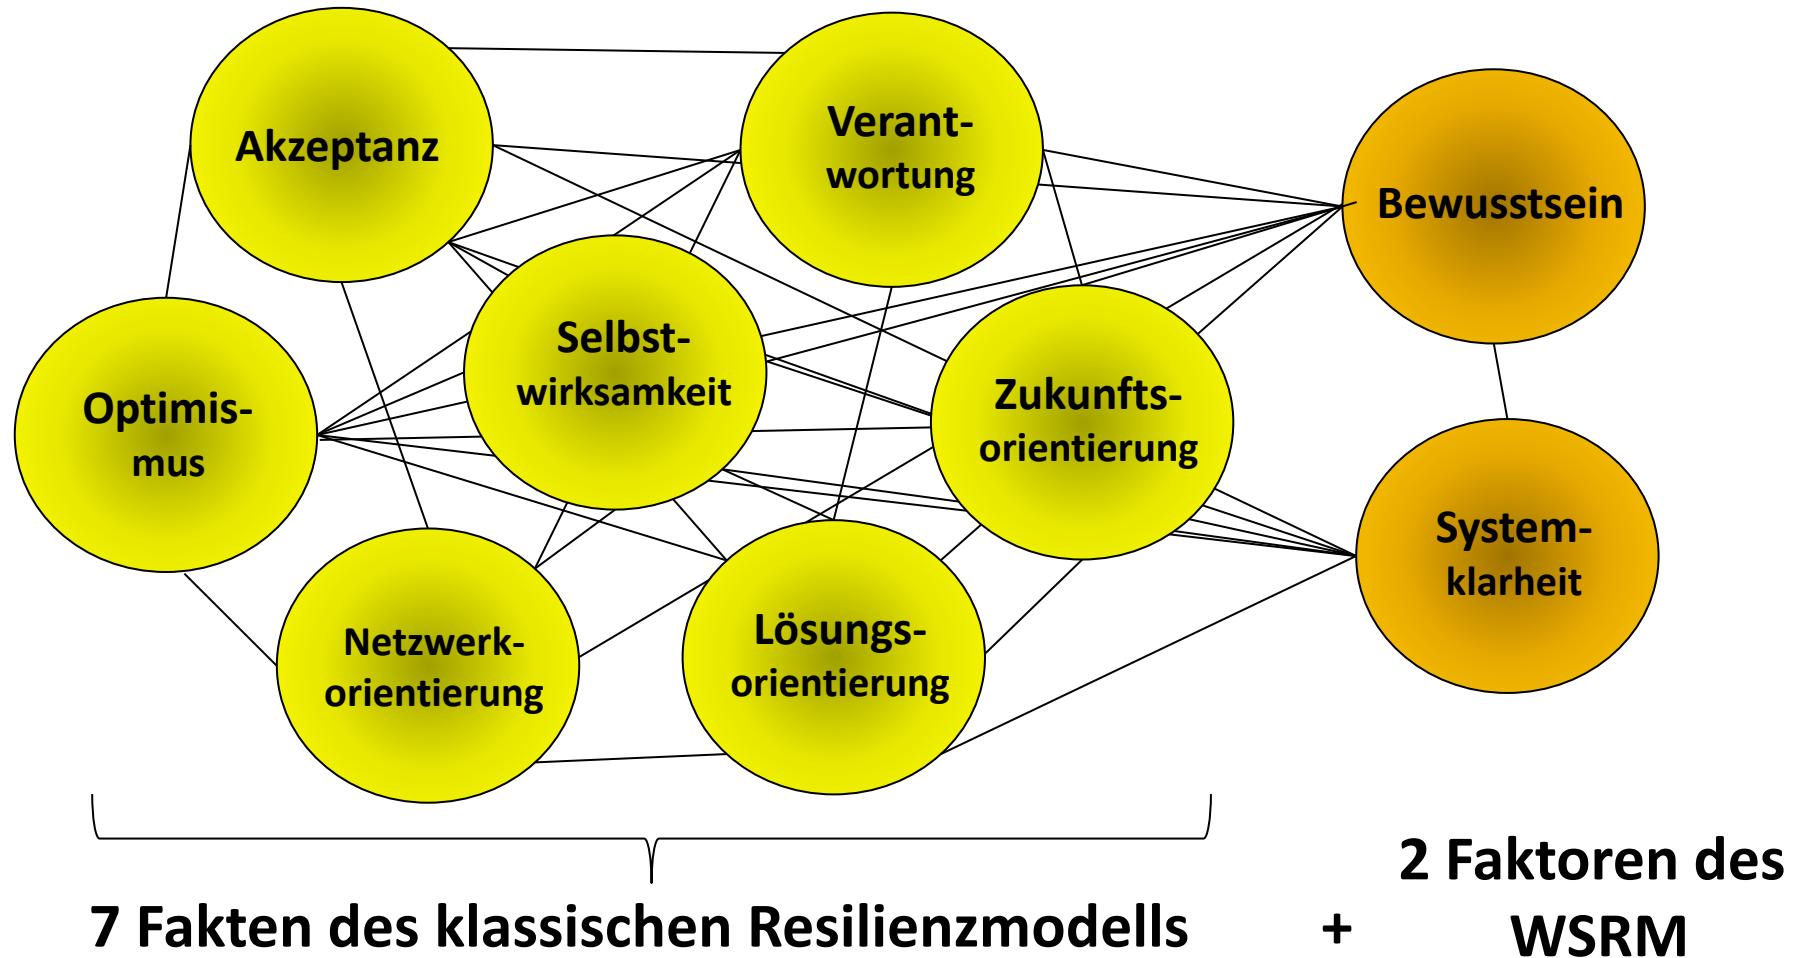 Akzeptanz
Verant-
wortung
Bewusstsein
Selbst-
wirksamkeit
Optimis-
mus
Zukunfts-
orientierung
System-
klarheit
Netzwerk-
orientierung
Lösungs-
orientierung
7 Fakten des klassischen Resilienzmodells
+
2 Faktoren des
WSRM